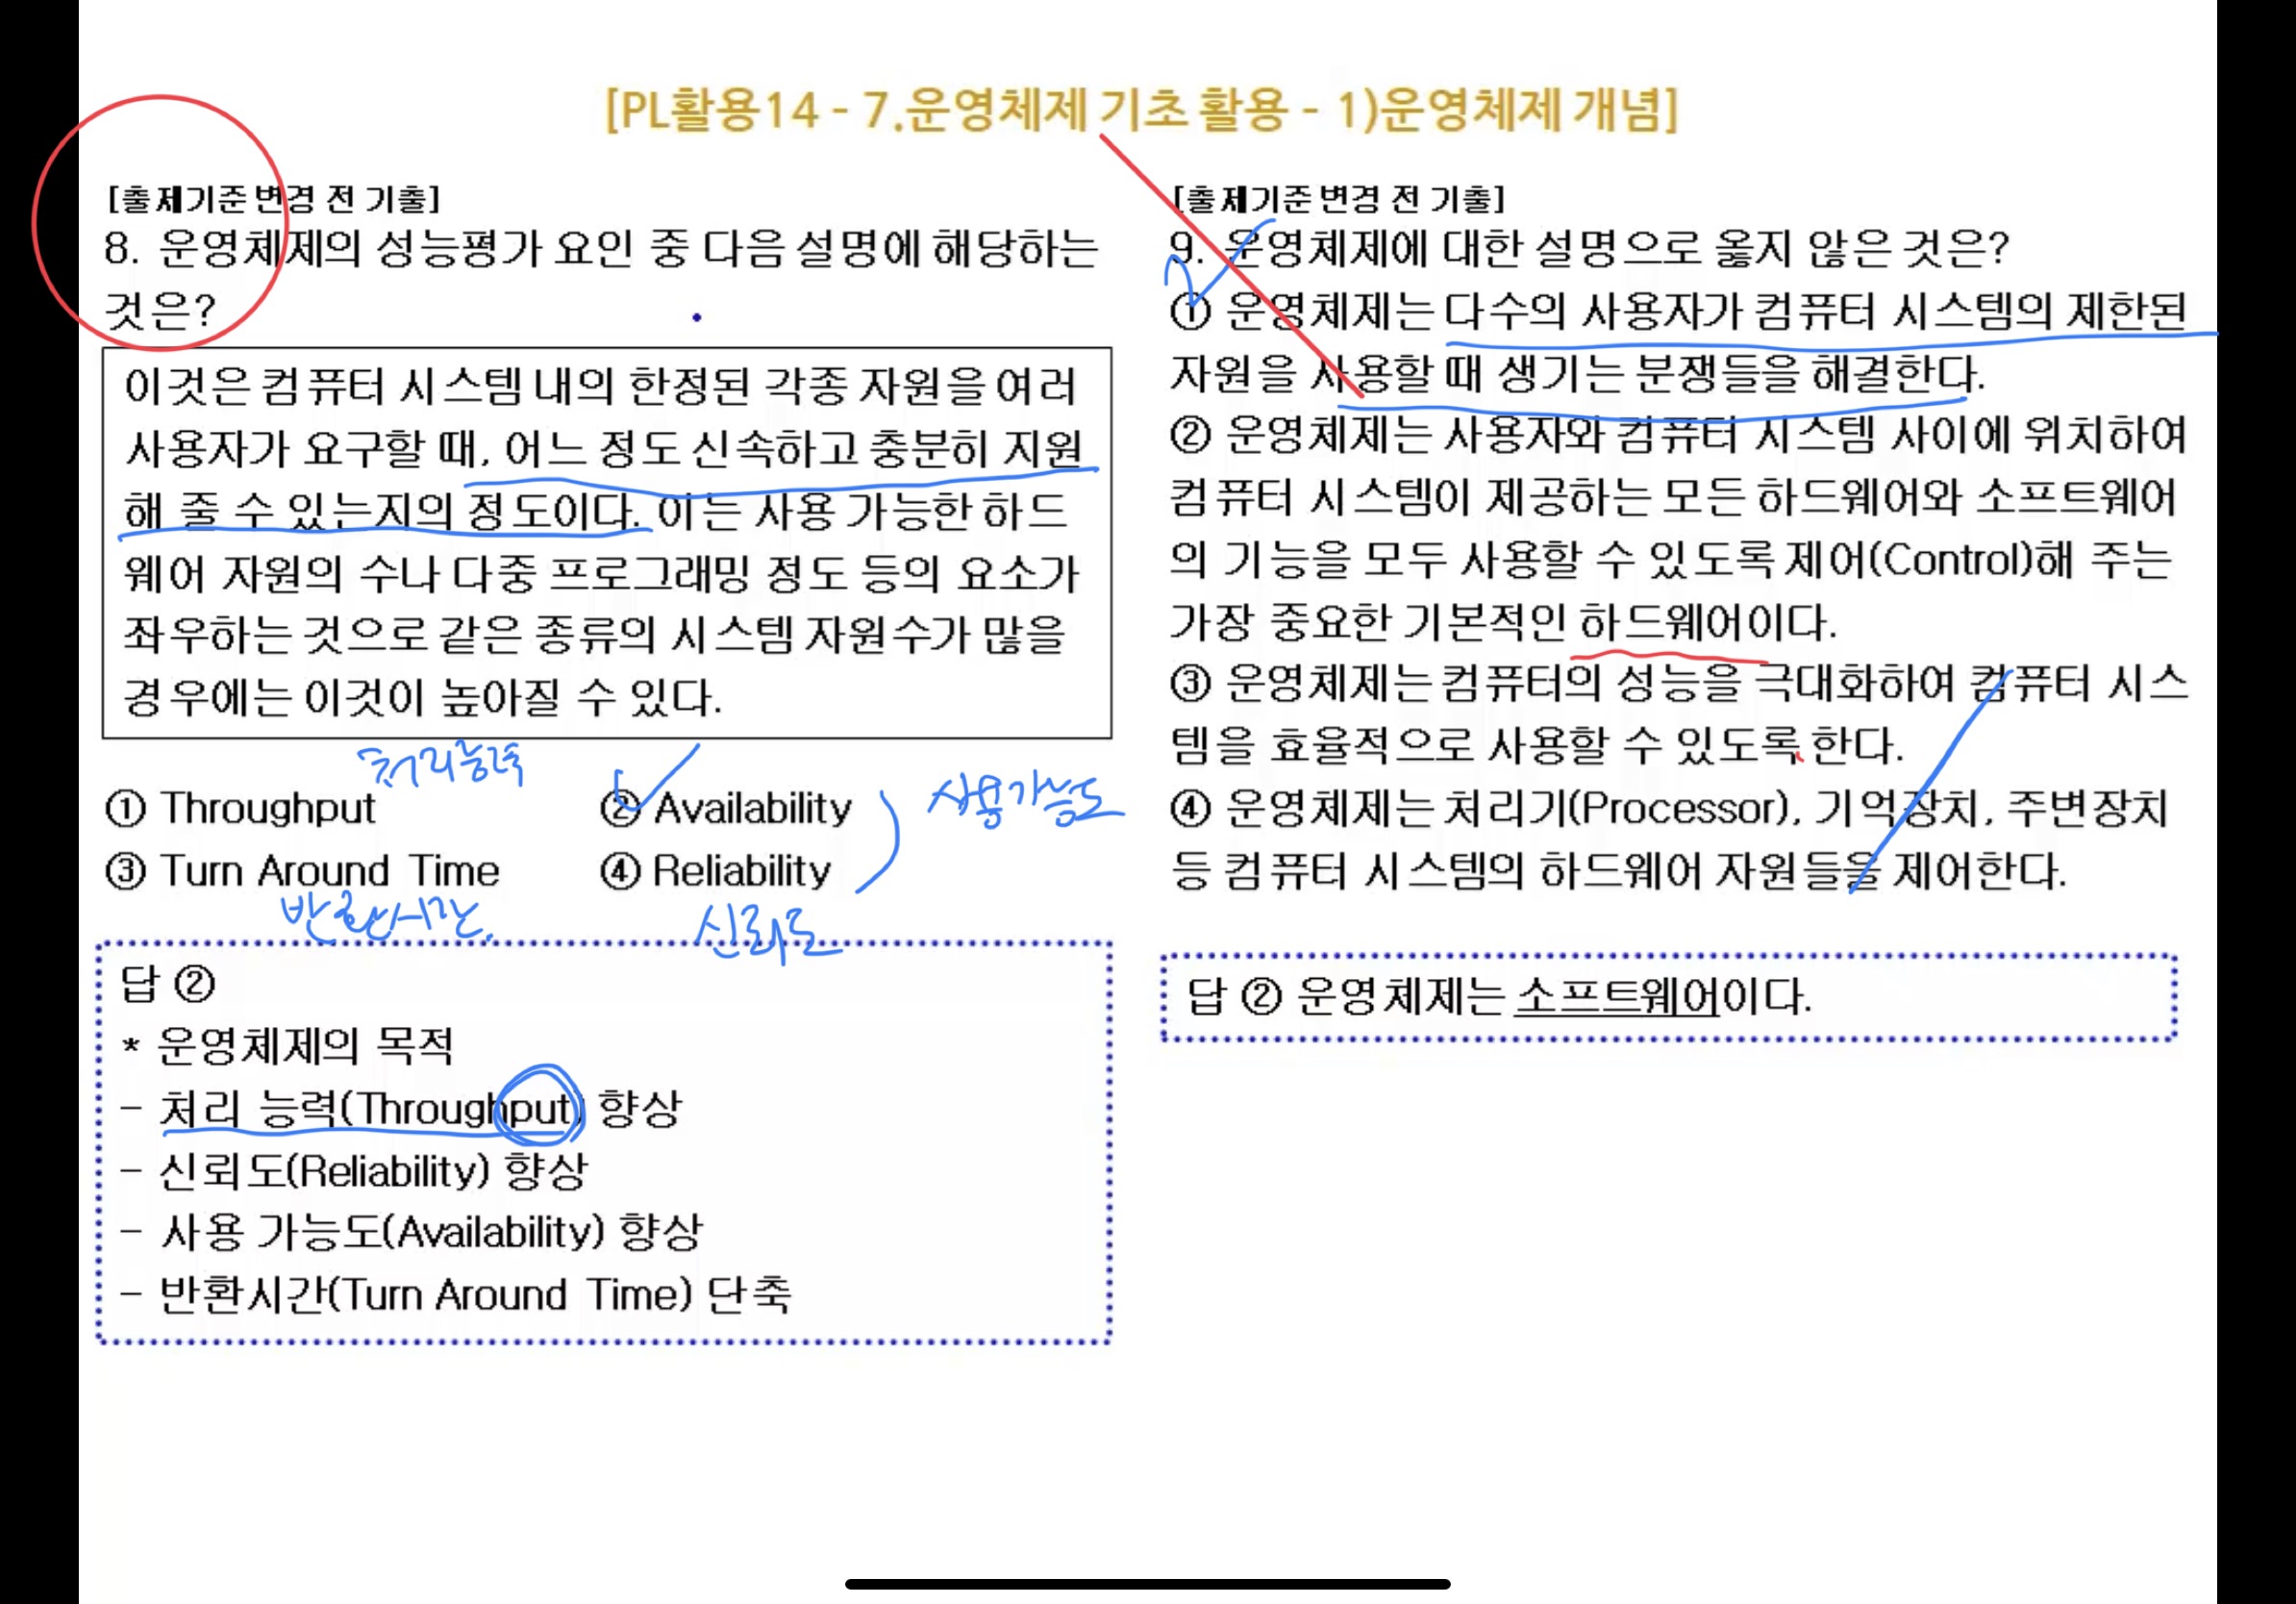 [PL활용14 - 7.운영체제 기초 활용 - 1)운영체제 개념]
[출제기준 변경 전 기출]
8. 운영체제의 성능평가 요인 중 다음 설명에 해당하는
것은?
이것은 컴퓨터 시스템 내의 한정된 각종 자원을 여러
사용자가 요구할 때, 어느 정도 신속하고 충분히 지원
해 줄 수 있는지의 정도이다. 이는 사용 가능한 하드
웨어 자원의 수나 다중 프로그래밍 정도 등의 요소가
좌우하는 것으로 같은 종류의 시스템 자원수가 많을
경우에는 이것이 높아질 수 있다.
처리능력
① Throughput ② Availability 사용가능도
③ Turn Around Time ④ Reliability
반환시간. 신뢰도
답 ②
* 운영체제의 목적
- 처리 능력(Throughput) 향상
- 신뢰도(Reliability) 향상
- 사용 가능도(Availability) 향상
- 반환시간(Turn Around Time) 단축
[출제기준 변경 전 기출]
9. 운영체제에 대한 설명으로 옳지 않은 것은?
① 운영체제는 다수의 사용자가 컴퓨터 시스템의 제한된
자원을 사용할 때 생기는 분쟁들을 해결한다.
② 운영체제는 사용자와 컴퓨터 시스템 사이에 위치하여
컴퓨터 시스템이 제공하는 모든 하드웨어와 소프트웨어
의 기능을 모두 사용할 수 있도록 제어(Control)해 주는
가장 중요한 기본적인 하드웨어이다.
③ 운영체제는 컴퓨터의 성능을 극대화하여 컴퓨터 시스
템을 효율적으로 사용할 수 있도록 한다.
④ 운영체제는 처리기(Processor), 기억장치, 주변장치
등 컴퓨터 시스템의 하드웨어 자원들을 제어한다.
답 ② 운영체제는 소프트웨어이다.